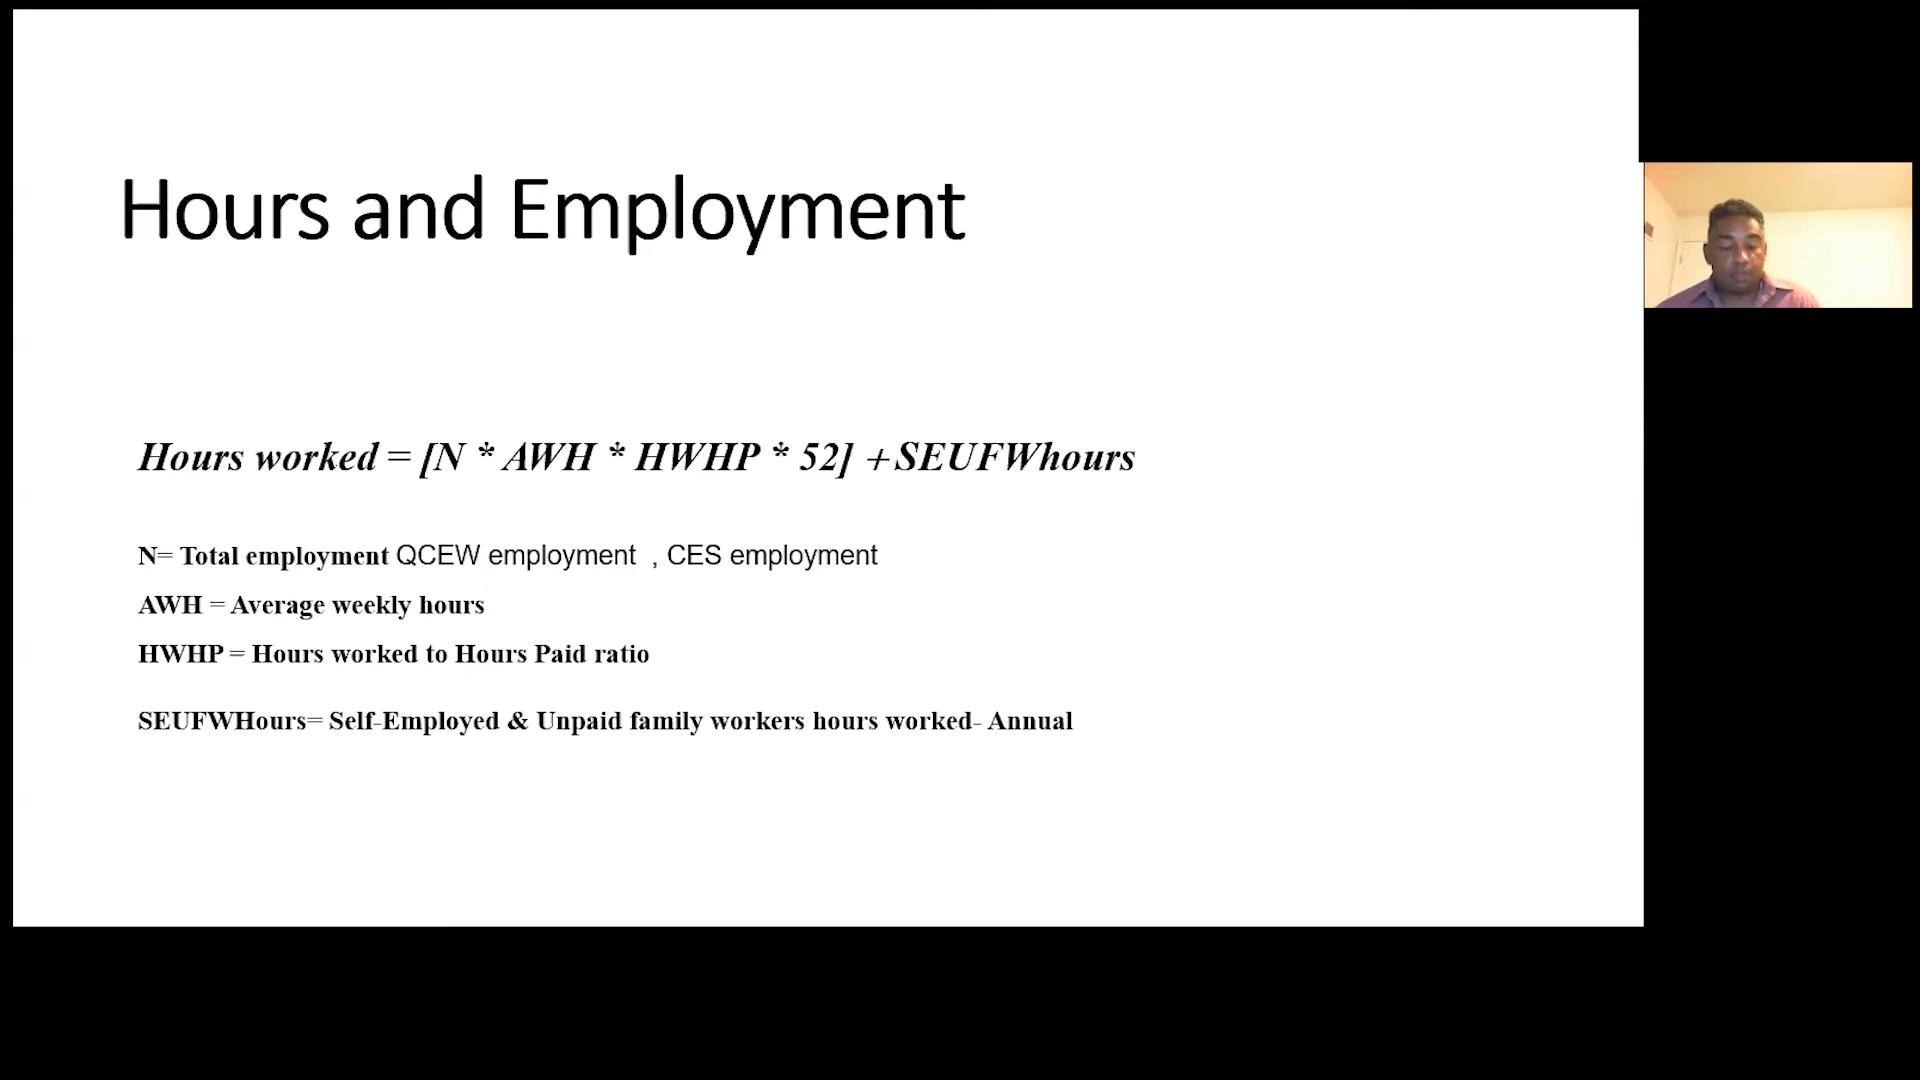 Hours and Employment
Hours worked = [N * AWH * HWHP * 52] +SEUFWhours
N= Total employment QCEW employment , CES employment
AWH = Average weekly hours
HWHP = Hours worked to Hours Paid ratio
SEUFWHours= Self-Employed & Unpaid family workers hours worked- Annual